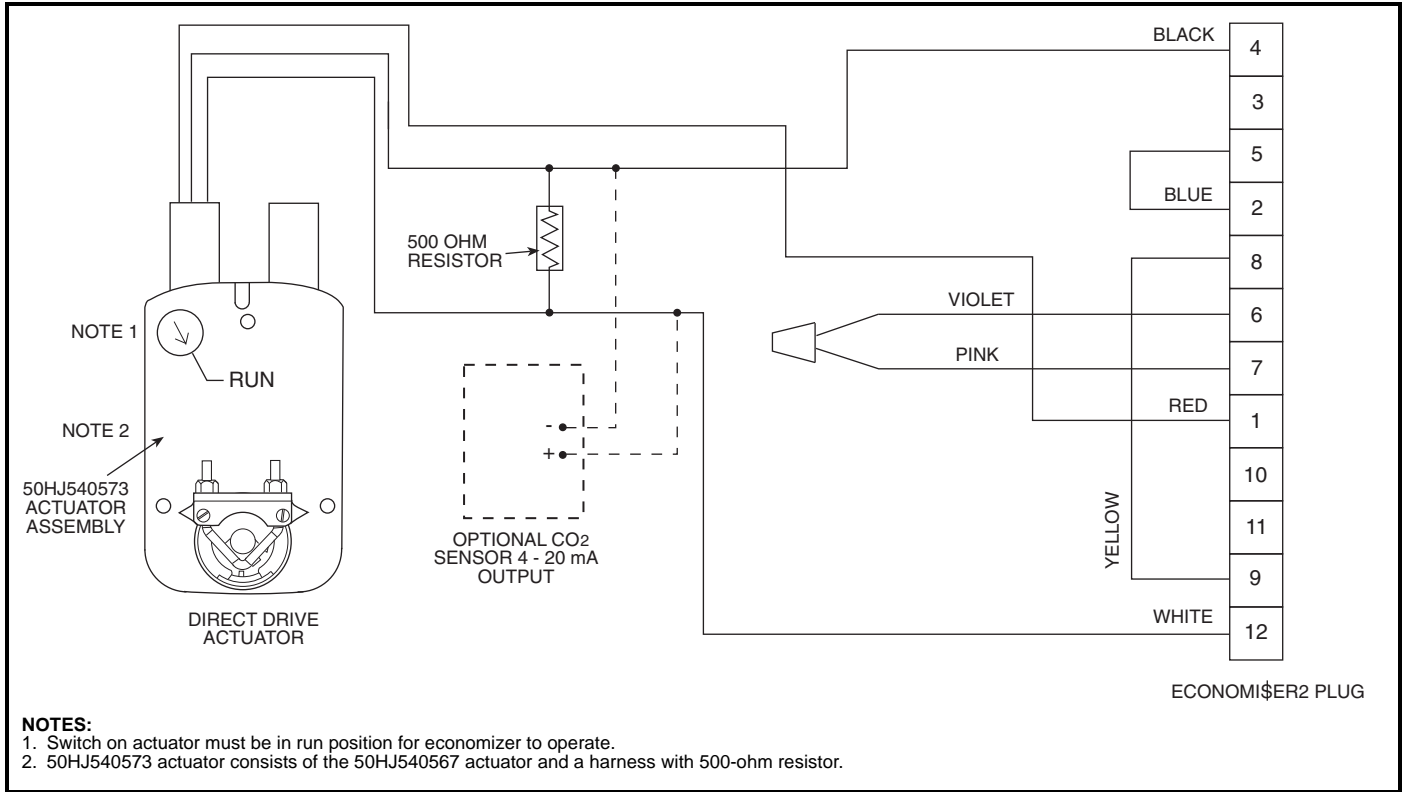 BLACK
4
3
5
BLUE
2
8
500 OHM
RESISTOR
VIOLET
6
NOTE 1
PINK
7
RUN
RED
1
NOTE 2
-
+
10
50HJ540573
ACTUATOR
ASSEMBLY
YELLOW
11
OPTIONAL CO2
SENSOR 4 - 20 mA
OUTPUT
9
DIRECT DRIVE
ACTUATOR
WHITE
12
ECONOMI$ER2 PLUG
NOTES:
1. Switch on actuator must be in run position for economizer to operate.
2. 50HJ540573 actuator consists of the 50HJ540567 actuator and a harness with 500-ohm resistor.